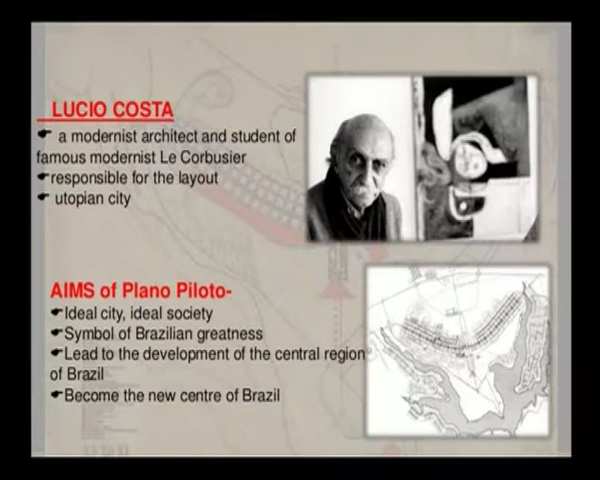 LUCIO COSTA
a modernist architect and student of
famous modernist Le Corbusier
responsible for the layout
utopian city
AIMS of Plano Piloto-
Ideal city, ideal society
Symbol of Brazilian greatness
Lead to the development of the central region
of Brazil
Become the new centre of Brazil